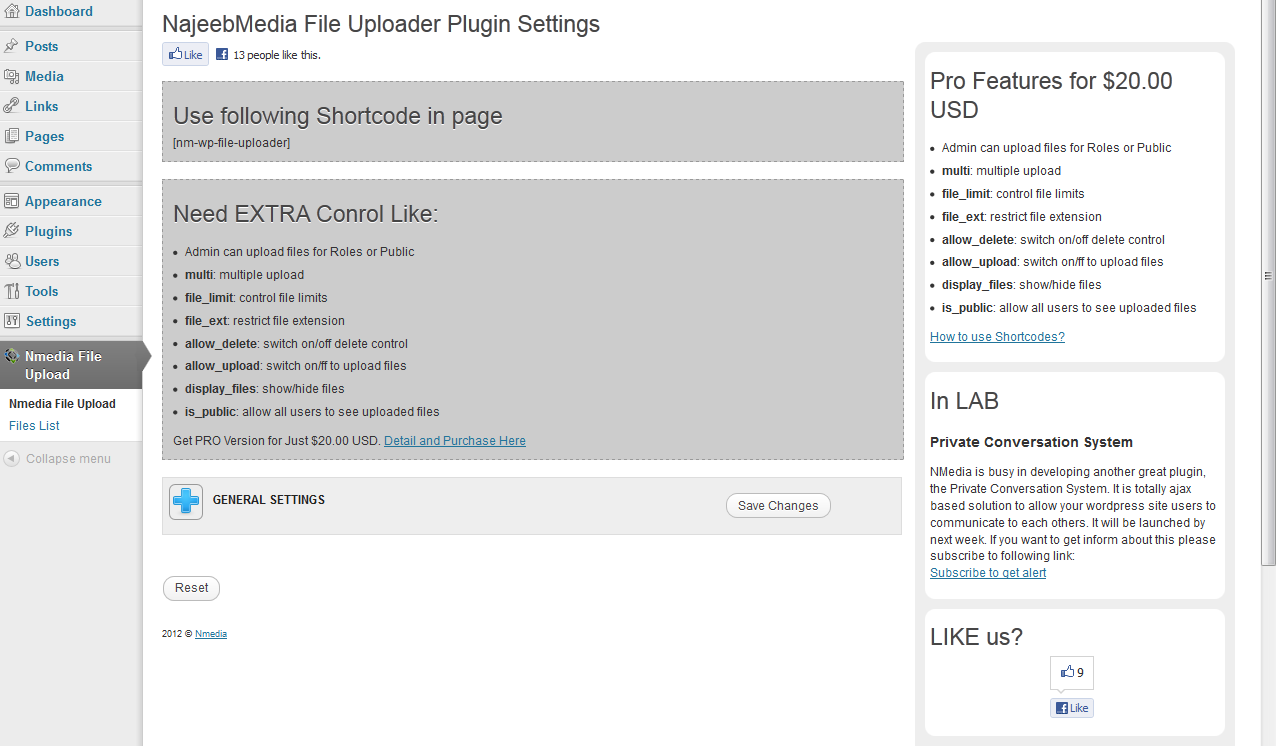 Dashboard
Posts
Media
Links
Pages
Comments
Appearance
Plugins
Users
Tools
Settings
Nmedia File
Upload
Nmedia File Upload
Files List
Collapse menu
NajeebMedia File Uploader Plugin Settings
Like
13 people like this.
Use following Shortcode in page
[nm-wp-file-uploader]
Need EXTRA Conrol Like:
Admin can upload files for Roles or Public
multi: multiple upload
file_limit: control file limits
file_ext: restrict file extension
allow_delete: switch on/off delete control
allow_upload: switch on/ff to upload files
display_files: show/hide files
is_public: allow all users to see uploaded files
Get PRO Version for Just $20.00 USD. Detail and Purchase Here
GENERAL SETTINGS
Save Changes
Reset
2012 © Nmedia
Pro Features for $20.00
USD
Admin can upload files for Roles or Public
multi: multiple upload
file_limit: control file limits
file_ext: restrict file extension
allow_delete: switch on/off delete control
allow_upload: switch on/ff to upload files
display_files: show/hide files
is_public: allow all users to see uploaded files
How to use Shortcodes?
In LAB
Private Conversation System
NMedia is busy in developing another great plugin,
the Private Conversation System. It is totally ajax
based solution to allow your wordpress site users to
communicate to each others. It will be launched by
next week. If you want to get inform about this please
subscribe to following link:
Subscribe to get alert
LIKE us?
9
Like